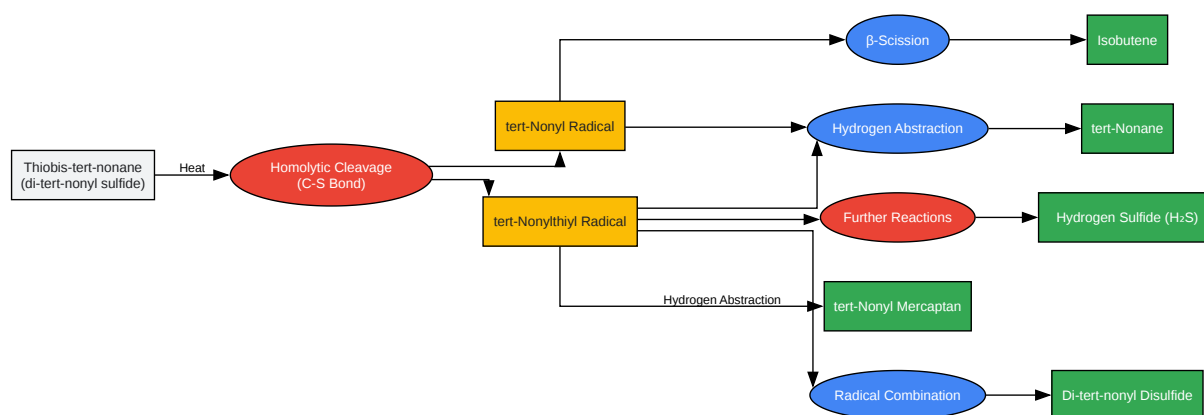 β-Scission
Isobutene
tert-Nonyl Radical
Hydrogen Abstraction
tert-Nonane
Thiobis-tert-nonane
(di-tert-nonyl sulfide)
Heat
Homolytic Cleavage
(C-S Bond)
tert-Nonylthiyl Radical
Further Reactions
Hydrogen Sulfide (H₂S)
Hydrogen Abstraction
tert-Nonyl Mercaptan
Radical Combination
Di-tert-nonyl Disulfide